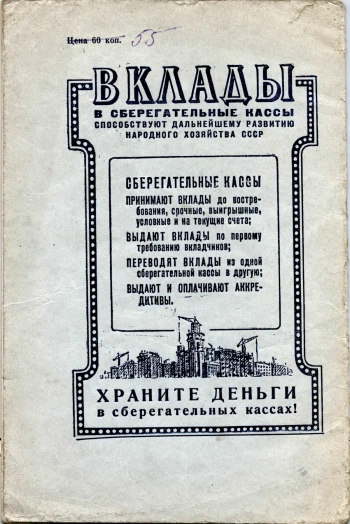 Цена 60 коп. 55
ВКЛАДЫ
В СБЕРЕГАТЕЛЬНЫЕ КАССЫ
СПОСОБСТВУЮТ ДАЛЬНЕЙШЕМУ РАЗВИТИЮ
НАРОДНОГО ХОЗЯЙСТВА СССР
СБЕРЕГАТЕЛЬНЫЕ КАССЫ
ПРИНИМАЮТ ВКЛАДЫ до востре-
бования, срочные, выигрышные,
условные и на текущие счета;
ВЫДАЮТ ВКЛАДЫ по первому
требованию вкладчиков;
ПЕРЕВОДЯТ ВКЛАДЫ из одной
сберегательной кассы в другую;
ВЫДАЮТ И ОПЛАЧИВАЮТ АККРЕ-
ДИТИВЫ.
ХРАНИТЕ ДЕНЬГИ
в сберегательных кассах!